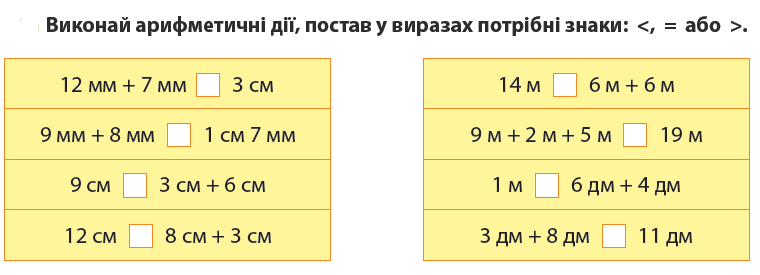 Виконай арифметичні дії, постав у виразах потрібні знаки: <, = або >.
12 мм + 7 мм □ 3 см
9 мм + 8 мм □ 1 см 7 мм
9 см □ 3 см + 6 см
12 см □ 8 см + 3 см
14 м □ 6 м + 6 м
9 м + 2 м + 5 м □ 19 м
1 м □ 6 дм + 4 дм
3 дм + 8 дм □ 11 дм